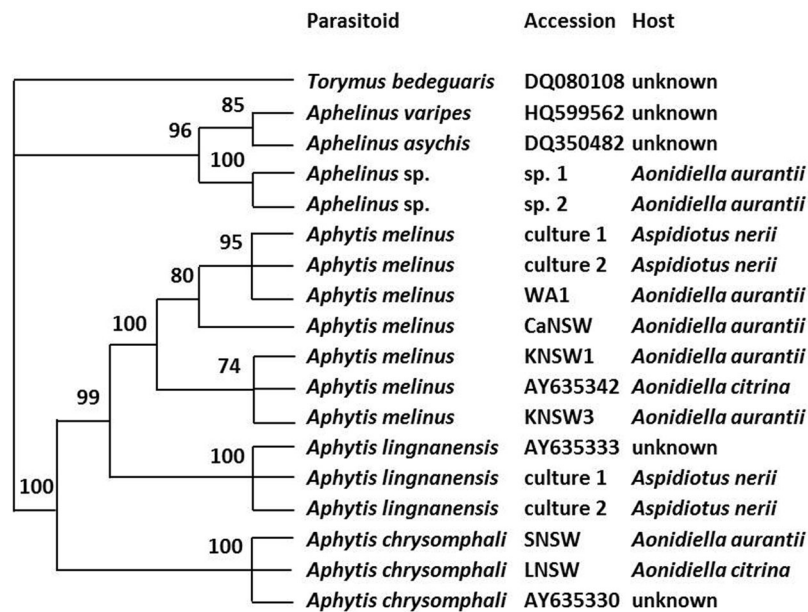 Parasitoid Accession Host
Torymus bedeguaris DQ080108 unknown
85 Aphelinus varipes HQ599562 unknown
96
Aphelinus asychis DQ350482 unknown
100 Aphelinus sp. sp. 1 Aonidiella aurantii
Aphelinus sp. sp. 2 Aonidiella aurantii
95 Aphytis melinus culture 1 Aspidiotus nerii
80 Aphytis melinus culture 2 Aspidiotus nerii
Aphytis melinus WA1 Aonidiella aurantii
100 Aphytis melinus CaNSW Aonidiella aurantii
74 Aphytis melinus KNSW1 Aonidiella aurantii
Aphytis melinus AY635342 Aonidiella citrina
99
Aphytis melinus KNSW3 Aonidiella aurantii
100 Aphytis lingnanensis AY635333 unknown
Aphytis lingnanensis culture 1 Aspidiotus nerii
100
Aphytis lingnanensis culture 2 Aspidiotus nerii
100 Aphytis chrysomphali SNSW Aonidiella aurantii
Aphytis chrysomphali LNSW Aonidiella citrina
Aphytis chrysomphali AY635330 unknown